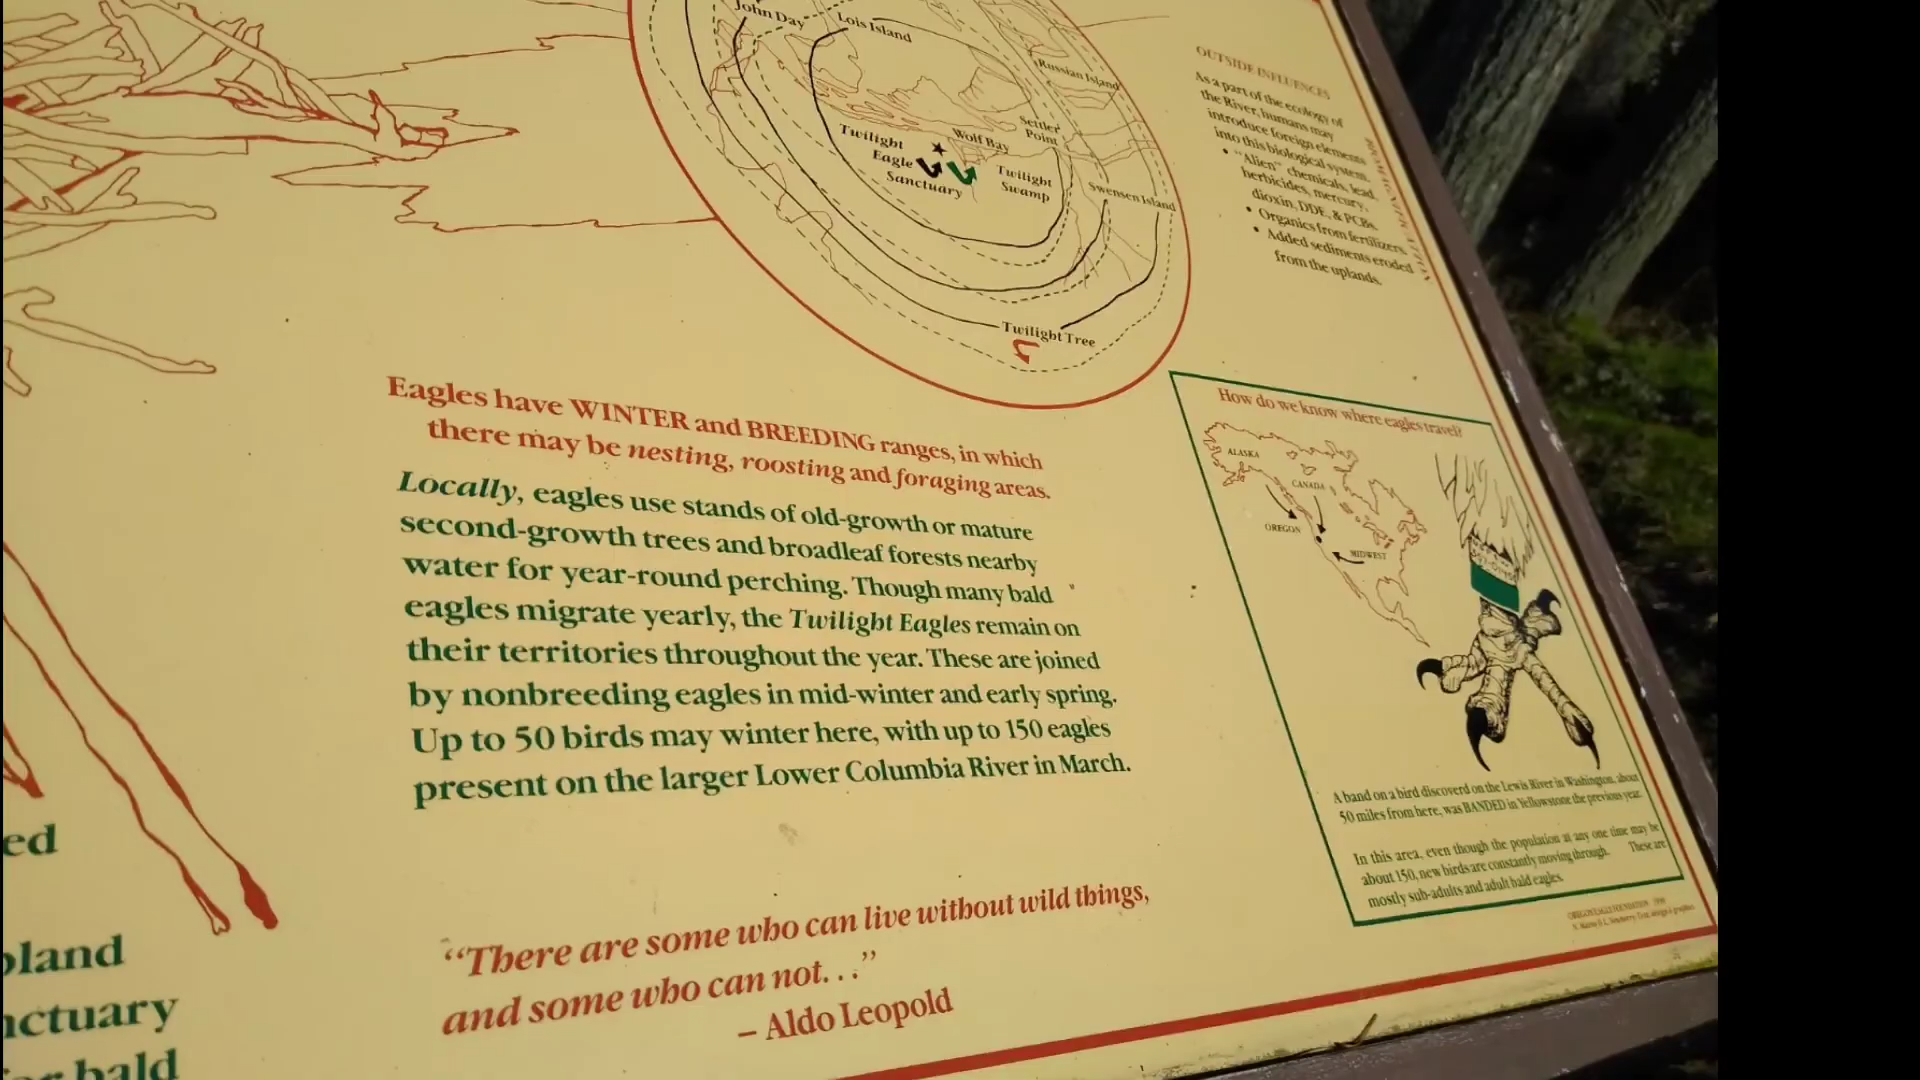 John Day
Lois Island
Russian Island
Settler
Point
Wolf Bay
Twilight
Eagle
Sanctuary
Twilight
Swamp
Swensen Island
Twilight Tree
OUTSIDE INFLUENCES
As a part of the ecology of
the River, humans may
introduce foreign elements
into this biological system.
• "Alien" chemicals, lead,
herbicides, mercury,
dioxin, DDE, & PCBs.
• Organics from fertilizers.
• Added sediments eroded
from the uplands.
Eagles have WINTER and BREEDING ranges, in which
there may be nesting, roosting and foraging areas.
Locally, eagles use stands of old-growth or mature
second-growth trees and broadleaf forests nearby
water for year-round perching. Though many bald
eagles migrate yearly, the Twilight Eagles remain on
their territories throughout the year. These are joined
by nonbreeding eagles in mid-winter and early spring.
Up to 50 birds may winter here, with up to 150 eagles
present on the larger Lower Columbia River in March.
"There are some who can live without wild things,
and some who can not. . ."
– Aldo Leopold
How do we know where eagles travel?
ALASKA
CANADA
OREGON
MIDWEST
A band on a bird discoverd on the Lewis River in Washington, about
50 miles from here, was BANDED in Yellowstone the previous year.
In this area, even though the population at any one time may be
about 150, new birds are constantly moving through. These are
mostly sub-adults and adult bald eagles.
ed
land
nctuary
bald